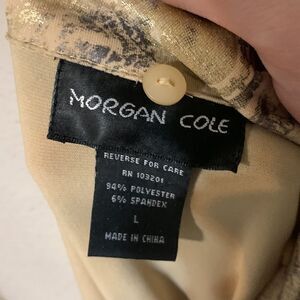 MORGAN COLE
REVERSE FOR CARE
RN 103201
94% POLYESTER
6% SPANDEX
L
MADE IN CHINA